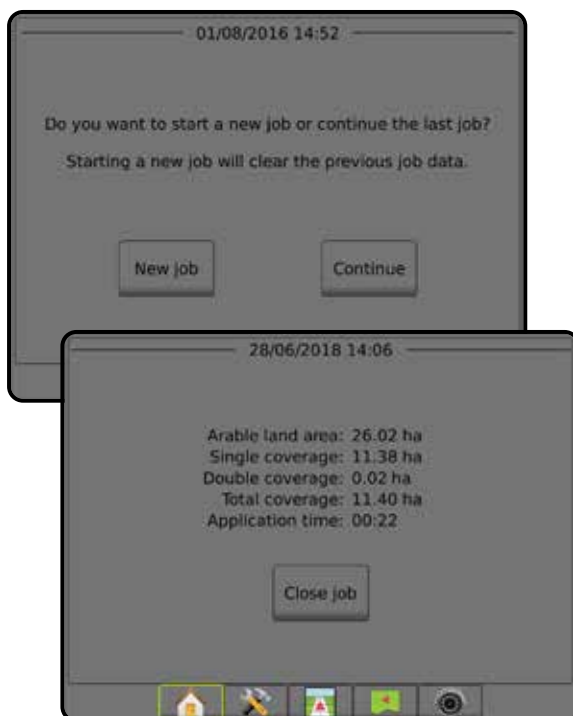 01/08/2016 14:52
Do you want to start a new job or continue the last job?
Starting a new job will clear the previous job data.
New job
Continue
28/06/2018 14:06
Arable land area: 26.02 ha
Single coverage: 11.38 ha
Double coverage: 0.02 ha
Total coverage: 11.40 ha
Application time: 00:22
Close job